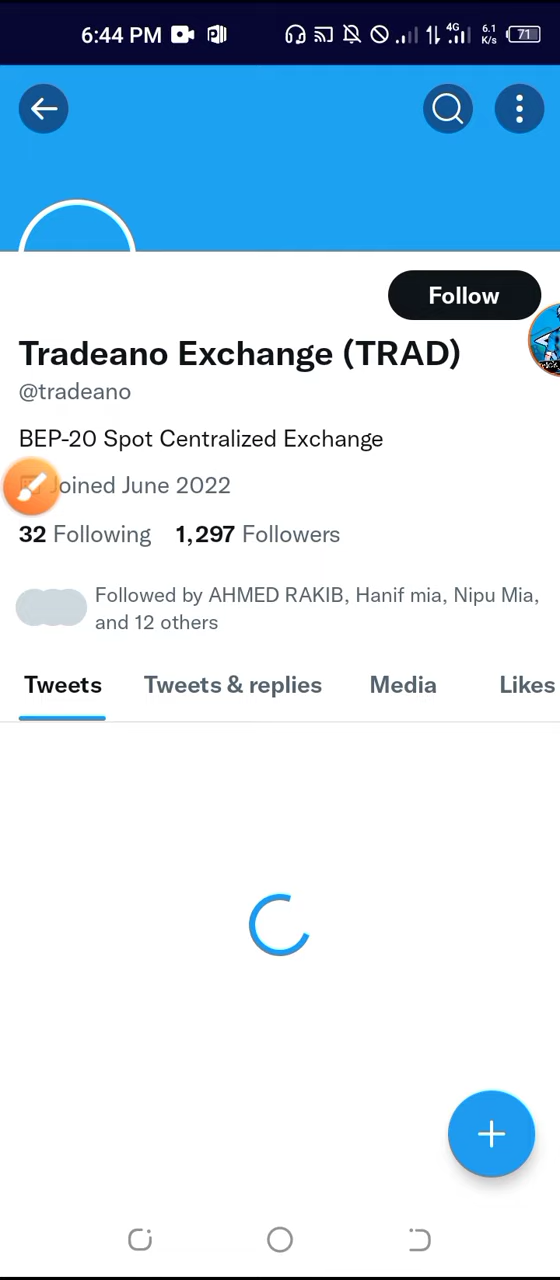 6:44 PM
4G
6.1
K/s
71
Follow
Tradeano Exchange (TRAD)
@tradeano
BEP-20 Spot Centralized Exchange
Joined June 2022
32 Following 1,297 Followers
Followed by AHMED RAKIB, Hanif mia, Nipu Mia,
and 12 others
Tweets Tweets & replies Media Likes